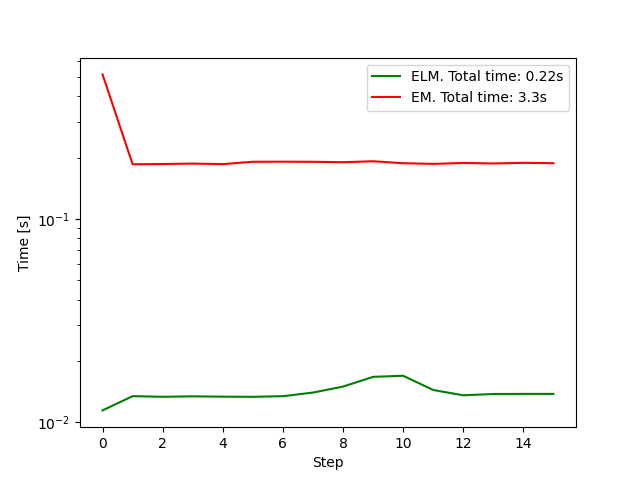 ELM. Total time: 0.22s
EM. Total time: 3.3s
10⁻¹
10⁻²
Time [s]
0 2 4 6 8 10 12 14
Step